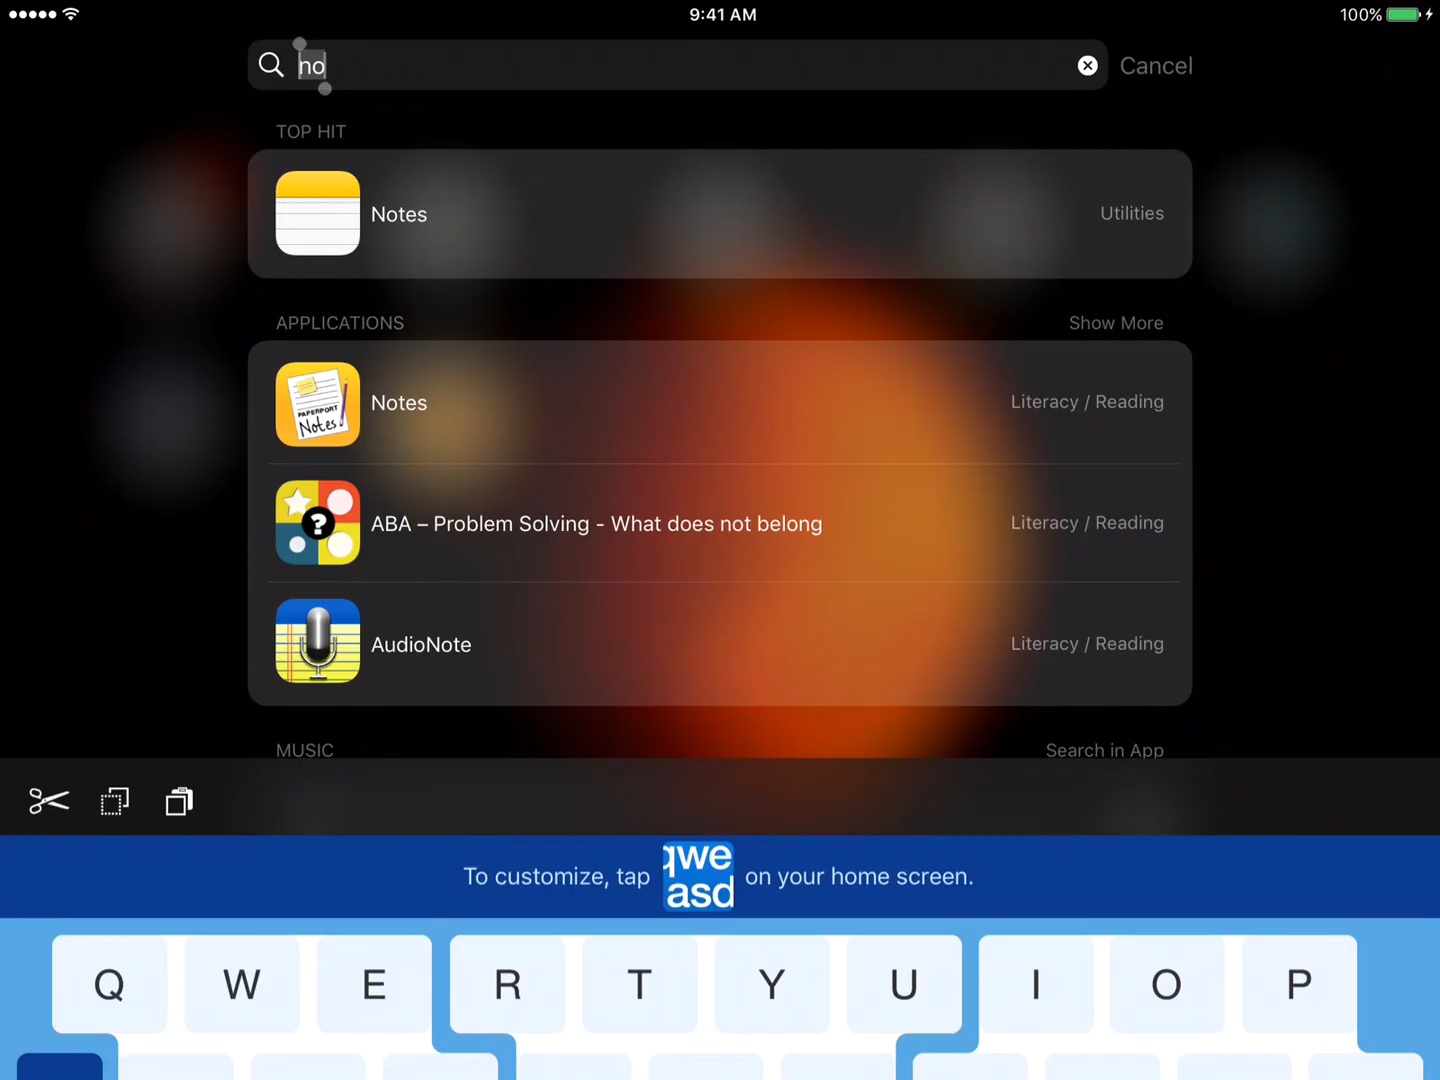 9:41 AM
100%
no
Cancel
TOP HIT
Notes
Utilities
APPLICATIONS
Show More
PAPERPORT
Notes
Notes
Literacy / Reading
?
ABA – Problem Solving - What does not belong
Literacy / Reading
AudioNote
Literacy / Reading
MUSIC
Search in App
To customize, tap qwe asd on your home screen.
Q W E R T Y U I O P